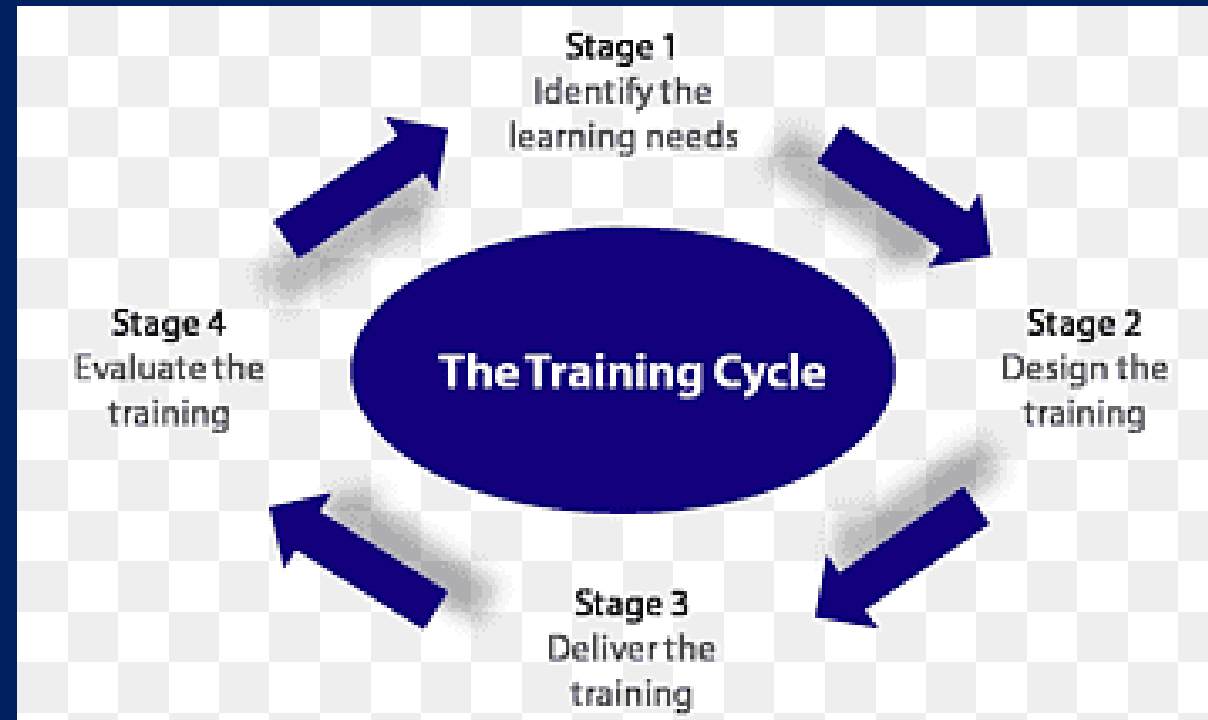 Stage 1
Identify the
learning needs
Stage 2
Design the
training
Stage 3
Deliver the
training
Stage 4
Evaluate the
training
The Training Cycle